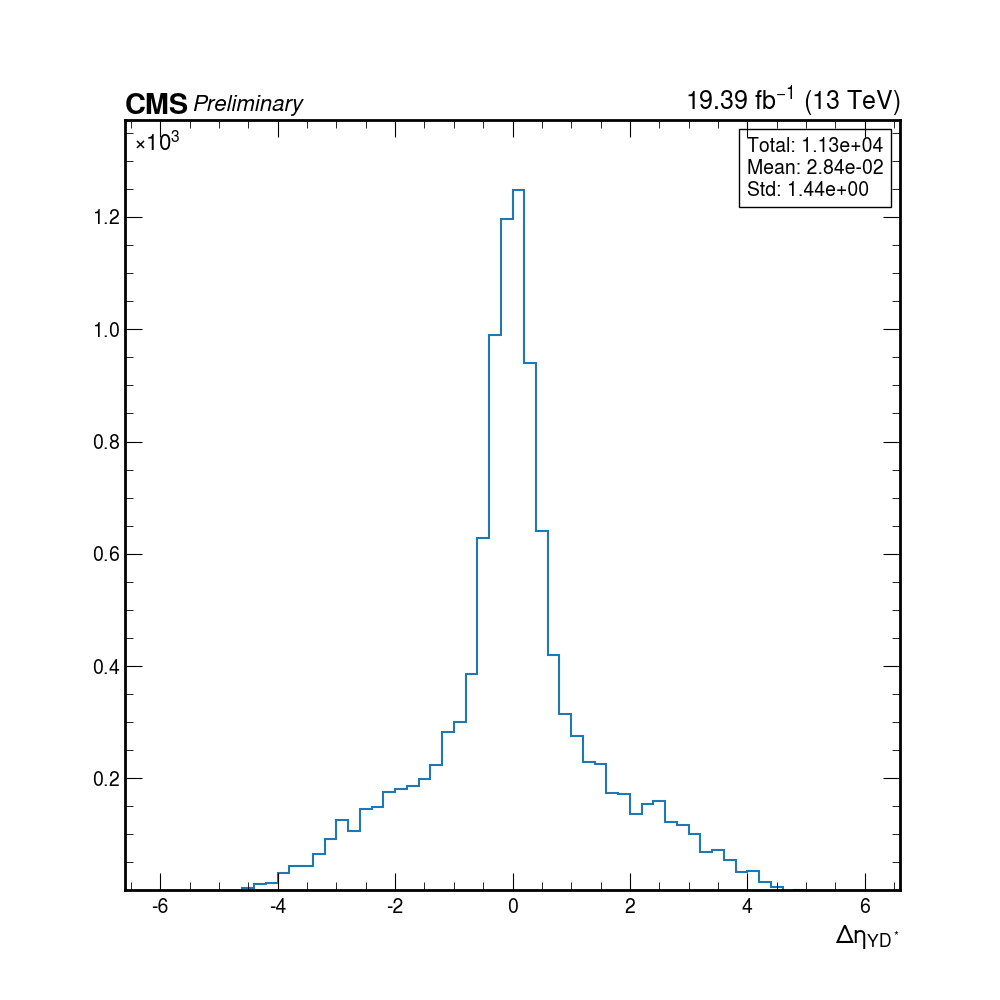 CMS Preliminary 19.39 fb⁻¹ (13 TeV)
×10³
Total: 1.13e+04
Mean: 2.84e-02
Std: 1.44e+00
1.2
1.0
0.8
0.6
0.4
0.2
-6 -4 -2 0 2 4 6
Δη_YD*